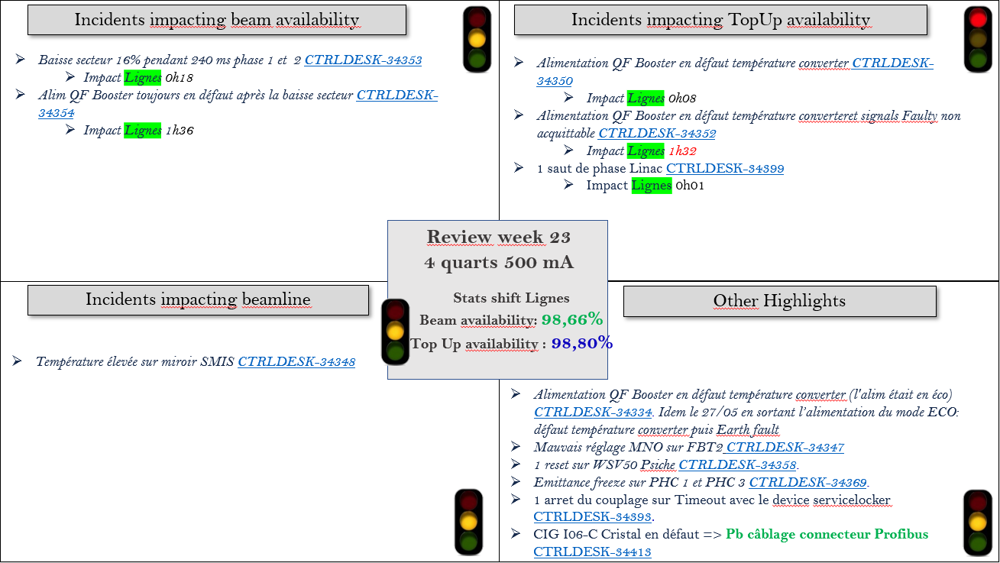 Incidents impacting beam availability
Baisse secteur 16% pendant 240 ms phase 1 et 2 CTRLDESK-34353
Impact Lignes 0h18
Alim QF Booster toujours en défaut après la baisse secteur CTRLDESK-
34354
Impact Lignes 1h36
Incidents impacting TopUp availability
Alimentation QF Booster en défaut température converter CTRLDESK-
34350
Impact Lignes 0h08
Alimentation QF Booster en défaut température converteret signals Faulty non
acquittable CTRLDESK-34352
Impact Lignes 1h32
1 saut de phase Linac CTRLDESK-34399
Impact Lignes 0h01
Review week 23
4 quarts 500 mA
Stats shift Lignes
Beam availability: 98,66%
Top Up availability : 98,80%
Incidents impacting beamline
Température élevée sur miroir SMIS CTRLDESK-34348
Other Highlights
Alimentation QF Booster en défaut température converter (l'alim était en éco)
CTRLDESK-34334. Idem le 27/05 en sortant l'alimentation du mode ECO:
défaut température converter puis Earth fault
Mauvais réglage MNO sur FBT2 CTRLDESK-34347
1 reset sur WSV50 Psiche CTRLDESK-34358.
Emittance freeze sur PHC 1 et PHC 3 CTRLDESK-34369.
1 arret du couplage sur Timeout avec le device servicelocker
CTRLDESK-34393.
CIG I06-C Cristal en défaut => Pb câblage connecteur Profibus
CTRLDESK-34413